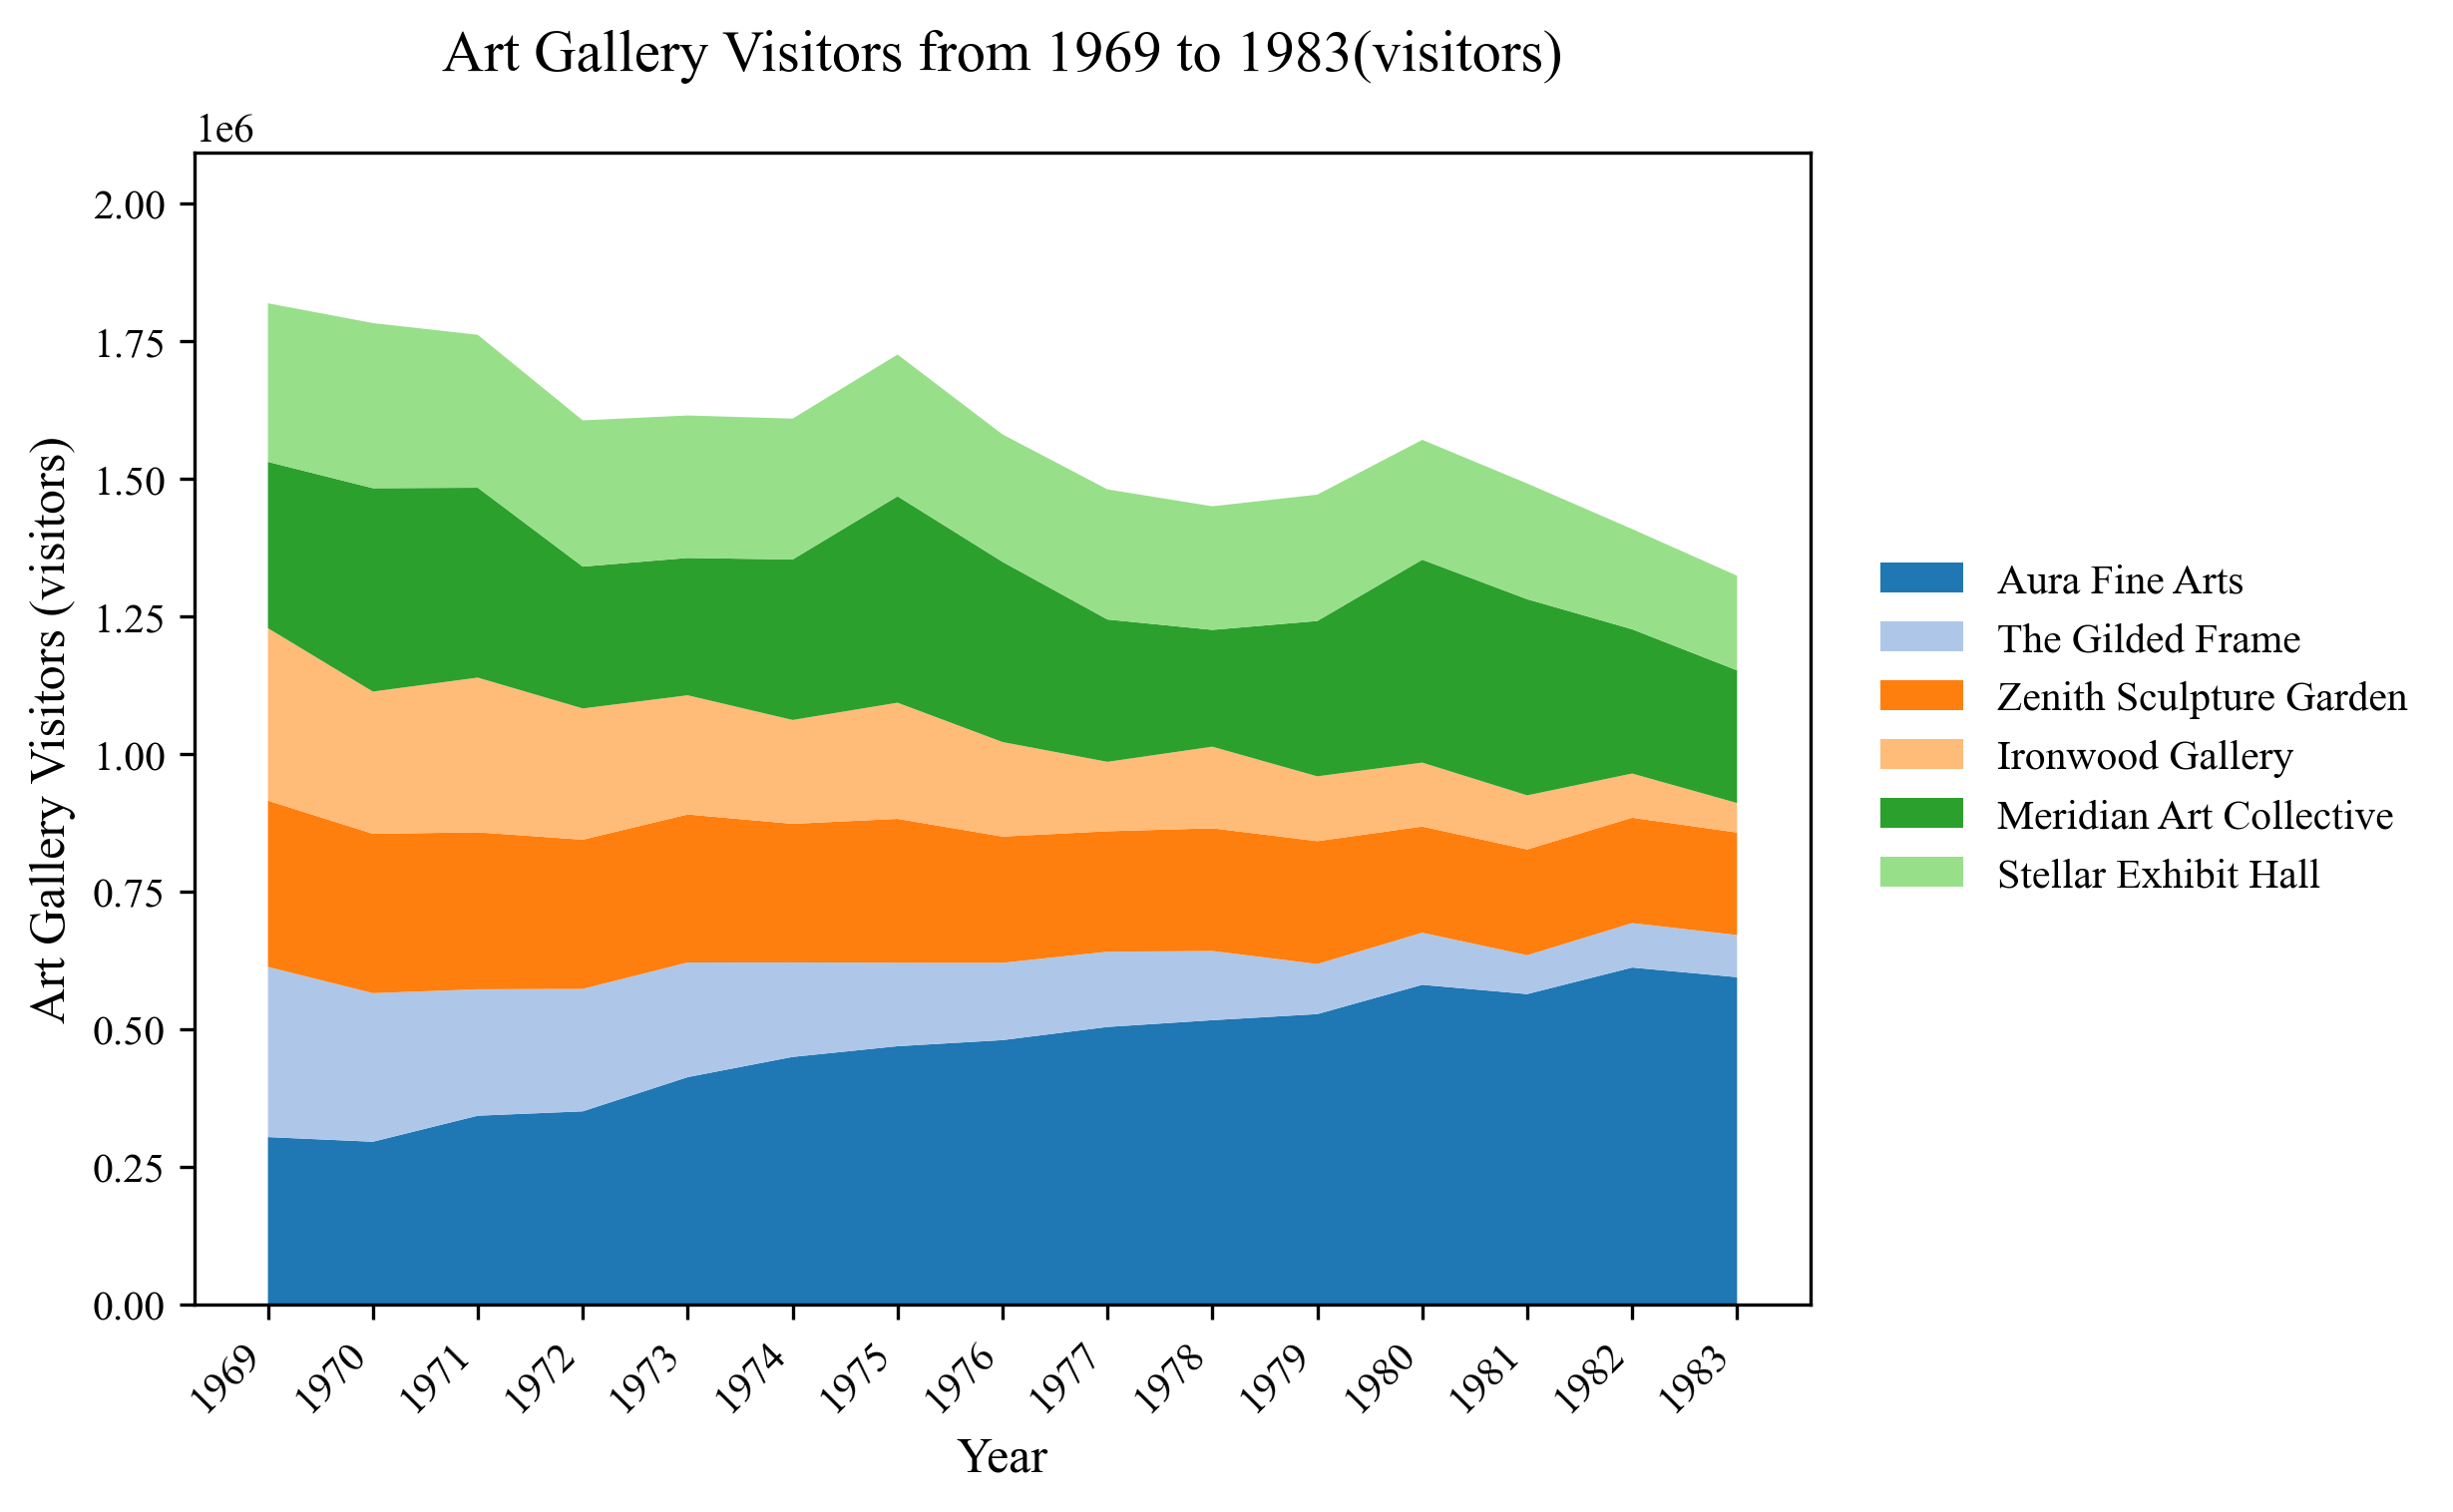 Art Gallery Visitors from 1969 to 1983(visitors)
1e6
2.00
1.75
1.50
1.25
1.00
0.75
0.50
0.25
0.00
Art Gallery Visitors (visitors)
1969
1970
1971
1972
1973
1974
1975
1976
1977
1978
1979
1980
1981
1982
1983
Year
Aura Fine Arts
The Gilded Frame
Zenith Sculpture Garden
Ironwood Gallery
Meridian Art Collective
Stellar Exhibit Hall